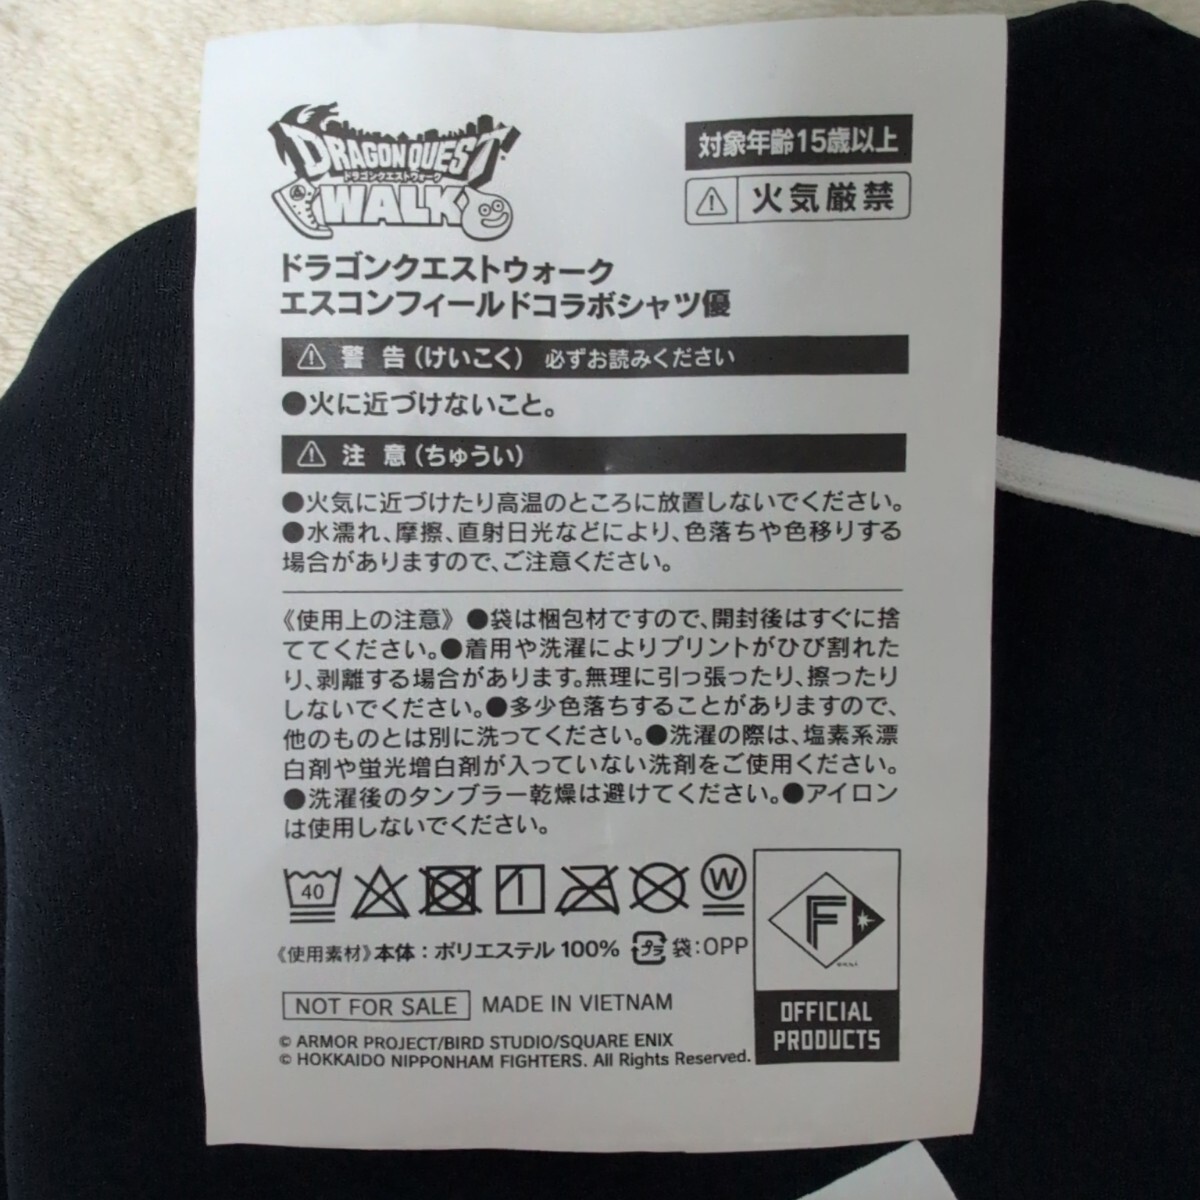 DRAGON QUEST
ドラゴンクエストウォーク
WALK
対象年齢15歳以上
火気厳禁
ドラゴンクエストウォーク
エスコンフィールドコラボシャツ優
警 告(けいこく) 必ずお読みください
●火に近づけないこと。
注 意(ちゅうい)
●火気に近づけたり高温のところに放置しないでください。
●水濡れ、摩擦、直射日光などにより、色落ちや色移りする
場合がありますので、ご注意ください。
《使用上の注意》●袋は梱包材ですので、開封後はすぐに捨
ててください。●着用や洗濯によりプリントがひび割れた
り、剥離する場合があります。無理に引っ張ったり、擦ったり
しないでください。●多少色落ちすることがありますので、
他のものとは別に洗ってください。●洗濯の際は、塩素系漂
白剤や蛍光増白剤が入っていない洗剤をご使用ください。
●洗濯後のタンブラー乾燥は避けてください。●アイロン
は使用しないでください。
40
W
《使用素材》本体：ポリエステル 100% プラ 袋：OPP
NOT FOR SALE MADE IN VIETNAM
© ARMOR PROJECT/BIRD STUDIO/SQUARE ENIX
© HOKKAIDO NIPPONHAM FIGHTERS. All Rights Reserved.
F
OFFICIAL
PRODUCTS